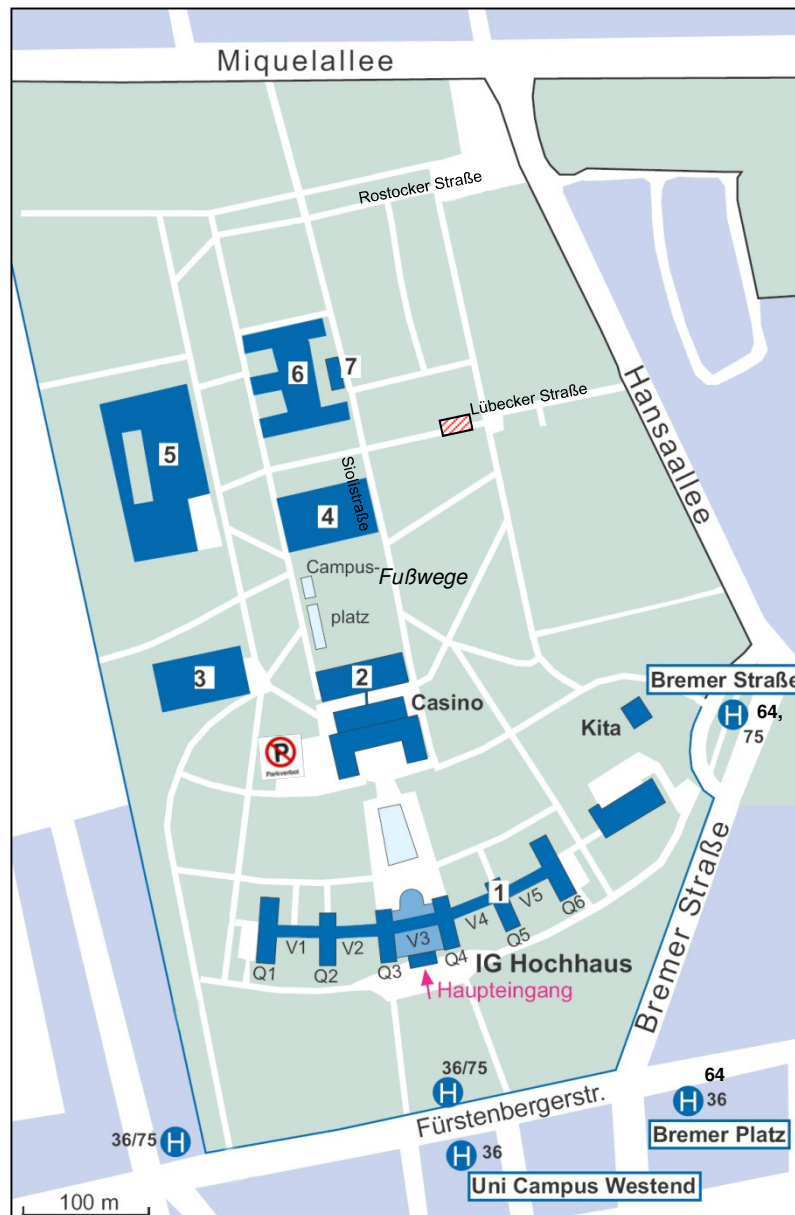 Miquelallee
Rostocker Straße
Hansaallee
7
6
Lübecker Straße
5
Siolistraße
4
Campus-
Fußwege
platz
3
2
Casino
Bremer Straße
64,
75
Kita
P
Parkverbot
Bremer Straße
1
V1
V2
V3
V4
V5
Q1
Q2
Q3
Q4
Q5
Q6
IG Hochhaus
Haupteingang
36/75
H
Fürstenbergerstr.
64
H 36
Bremer Platz
36/75 H
H 36
Uni Campus Westend
H
100 m